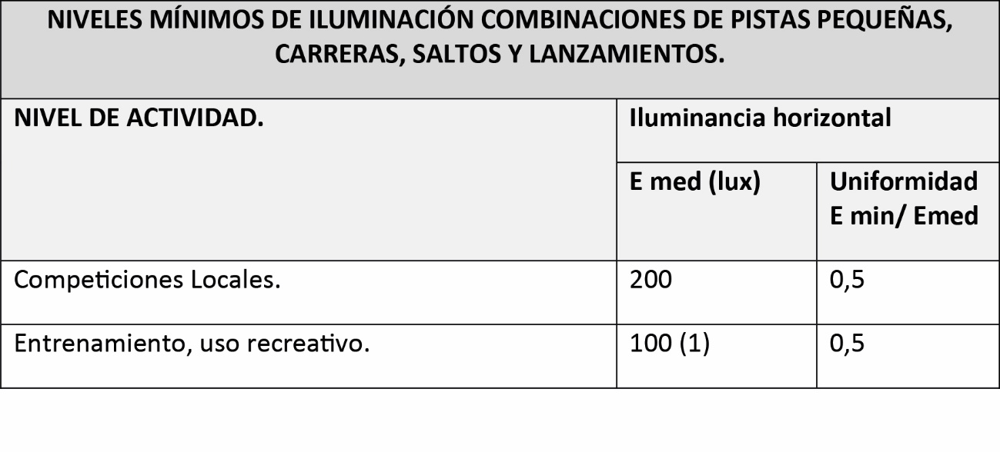 NIVELES MÍNIMOS DE ILUMINACIÓN COMBINACIONES DE PISTAS PEQUEÑAS,
CARRERAS, SALTOS Y LANZAMIENTOS.
NIVEL DE ACTIVIDAD.
Iluminancia horizontal
E med (lux)
Uniformidad
E min/ Emed
Competiciones Locales.
200
0,5
Entrenamiento, uso recreativo.
100 (1)
0,5